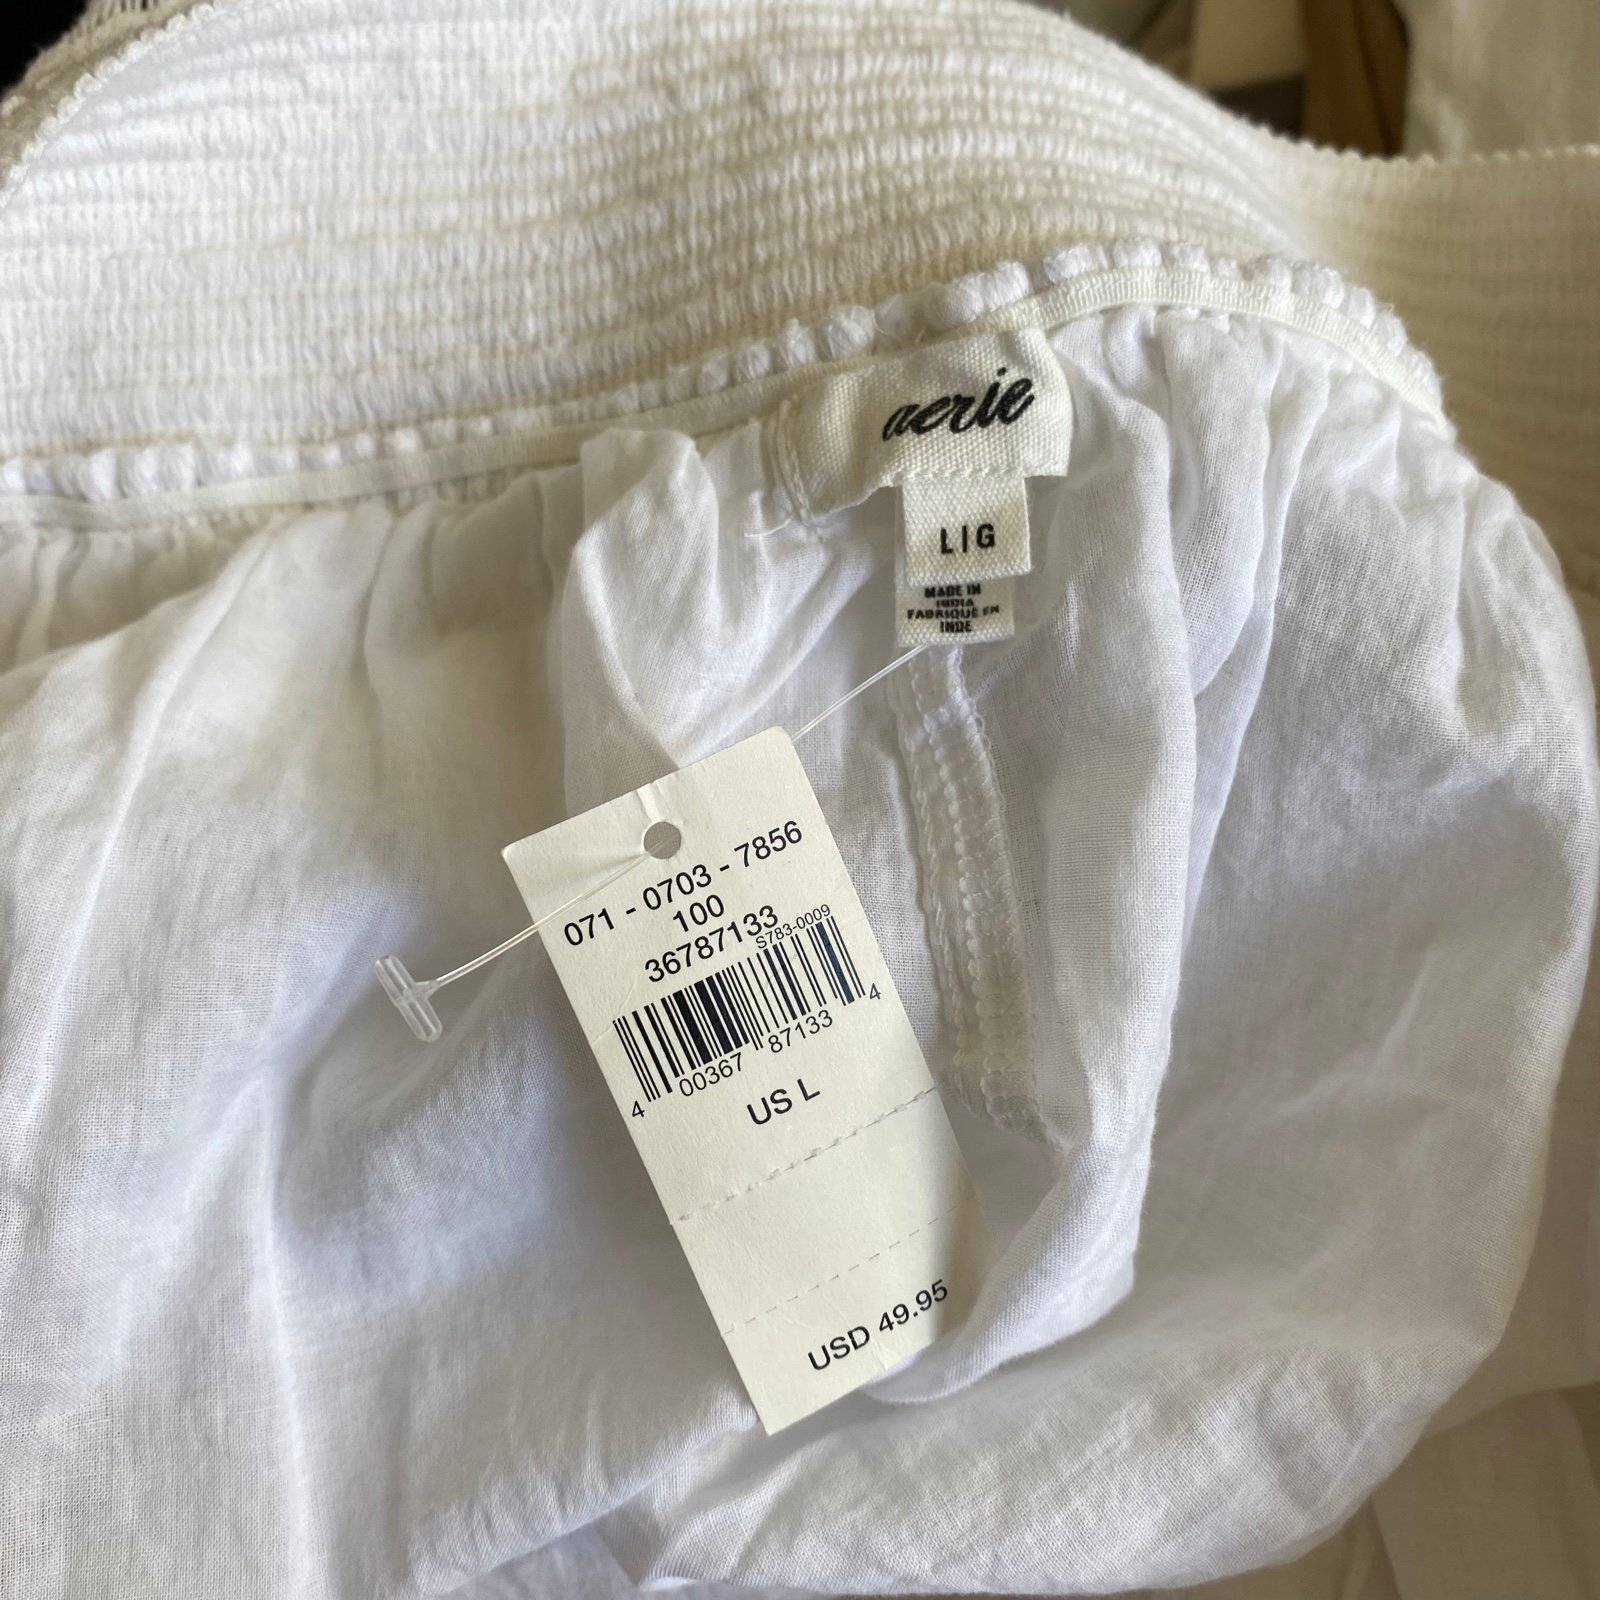 aerie
L|G
MADE IN
INDIA
FABRIQUÉ EN
INDE
071 - 0703 - 7856
100
36787133
S783-0009
4 00367 87133 4
US L
USD 49.95